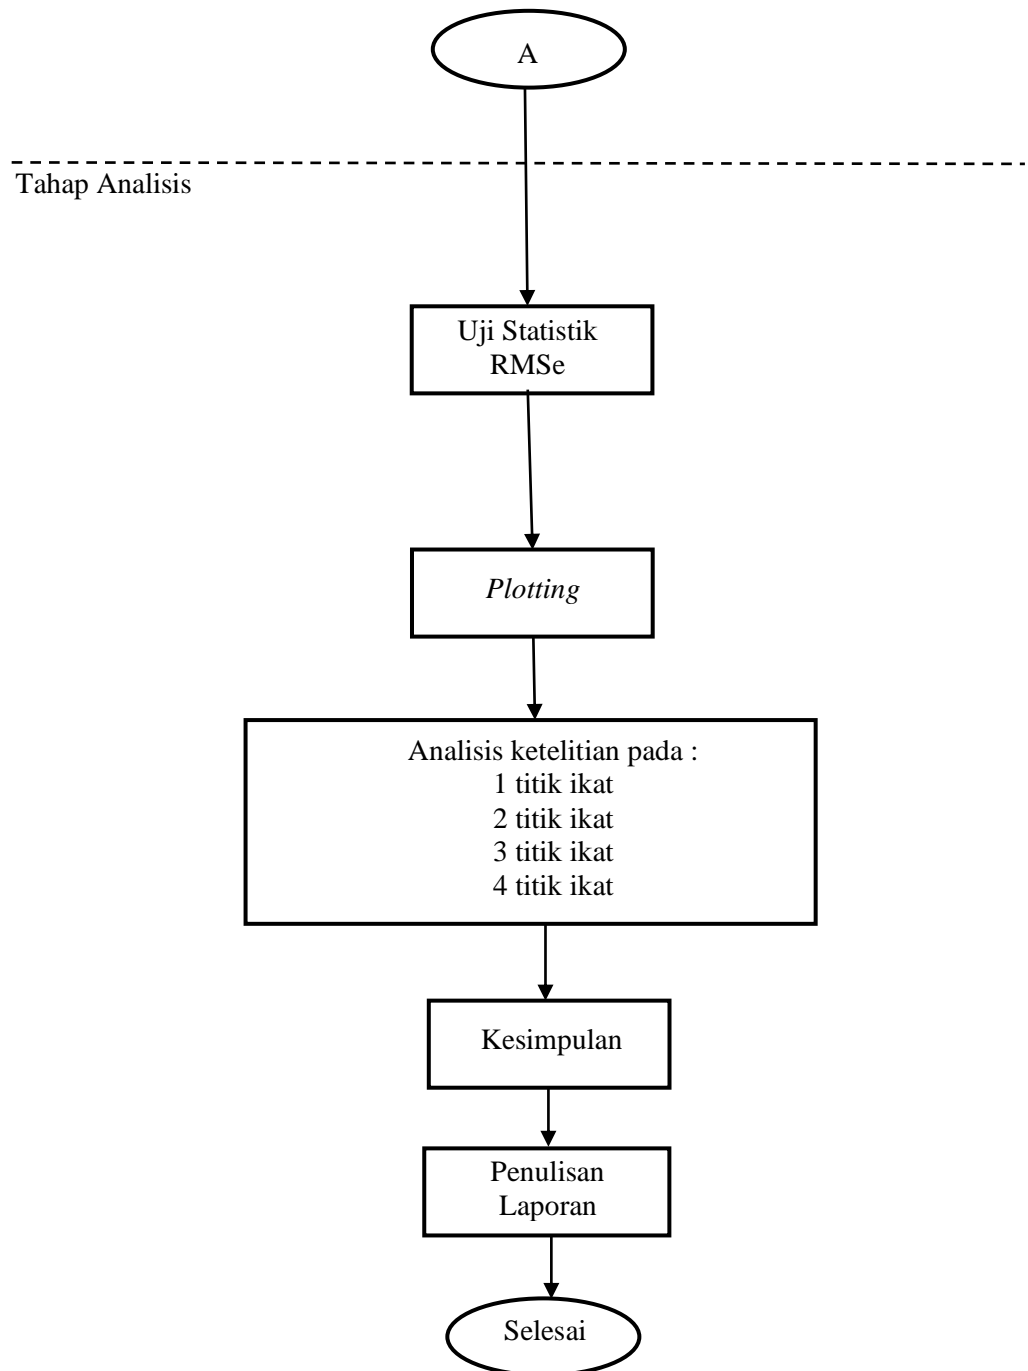 A
Tahap Analisis
Uji Statistik
RMSe
Plotting
Analisis ketelitian pada :
1 titik ikat
2 titik ikat
3 titik ikat
4 titik ikat
Kesimpulan
Penulisan
Laporan
Selesai